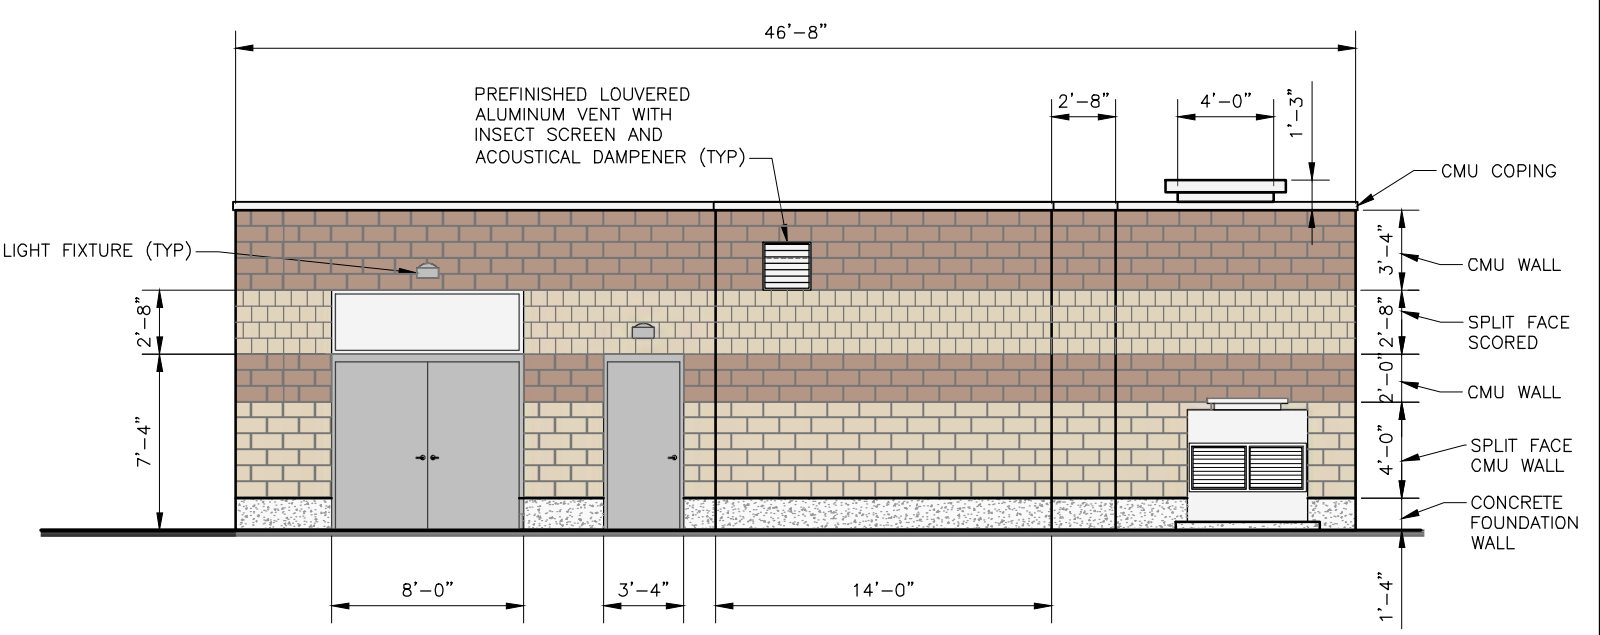 46'-8"
PREFINISHED LOUVERED
ALUMINUM VENT WITH
INSECT SCREEN AND
ACOUSTICAL DAMPENER (TYP)
2'-8"
4'-0"
1'-3"
CMU COPING
LIGHT FIXTURE (TYP)
3'-4"
CMU WALL
2'-8"
2'-8"
SPLIT FACE
SCORED
2'-0"
CMU WALL
7'-4"
4'-0"
SPLIT FACE
CMU WALL
CONCRETE
FOUNDATION
WALL
8'-0"
3'-4"
14'-0"
1'-4"